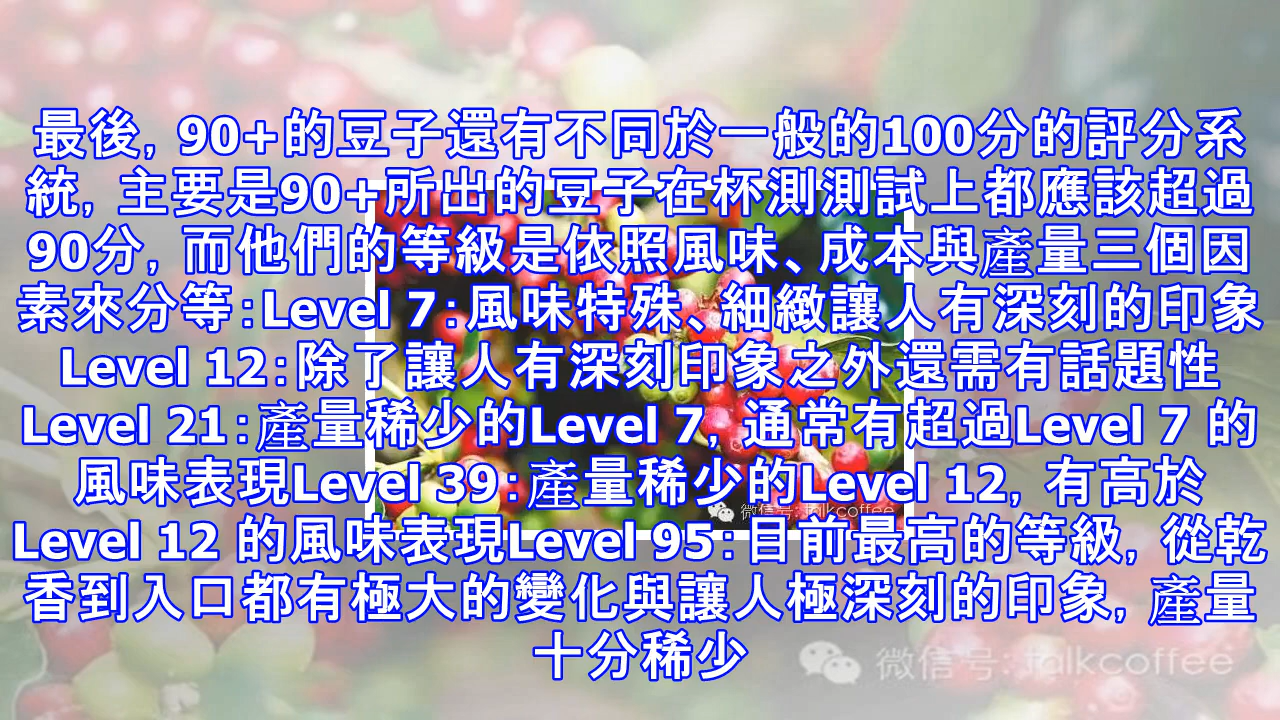 最後, 90+的豆子還有不同於一般的100分的評分系
統, 主要是90+所出的豆子在杯測測試上都應該超過
90分, 而他們的等級是依照風味、成本與產量三個因
素來分等:Level 7:風味特殊、細緻讓人有深刻的印象
Level 12:除了讓人有深刻印象之外還需有話題性
Level 21:產量稀少的Level 7, 通常有超過Level 7 的
風味表現Level 39:產量稀少的Level 12, 有高於
Level 12 的風味表現Level 95:目前最高的等級, 從乾
香到入口都有極大的變化與讓人極深刻的印象, 產量
十分稀少
微信号: talkcoffee
微信号: talkcoffee